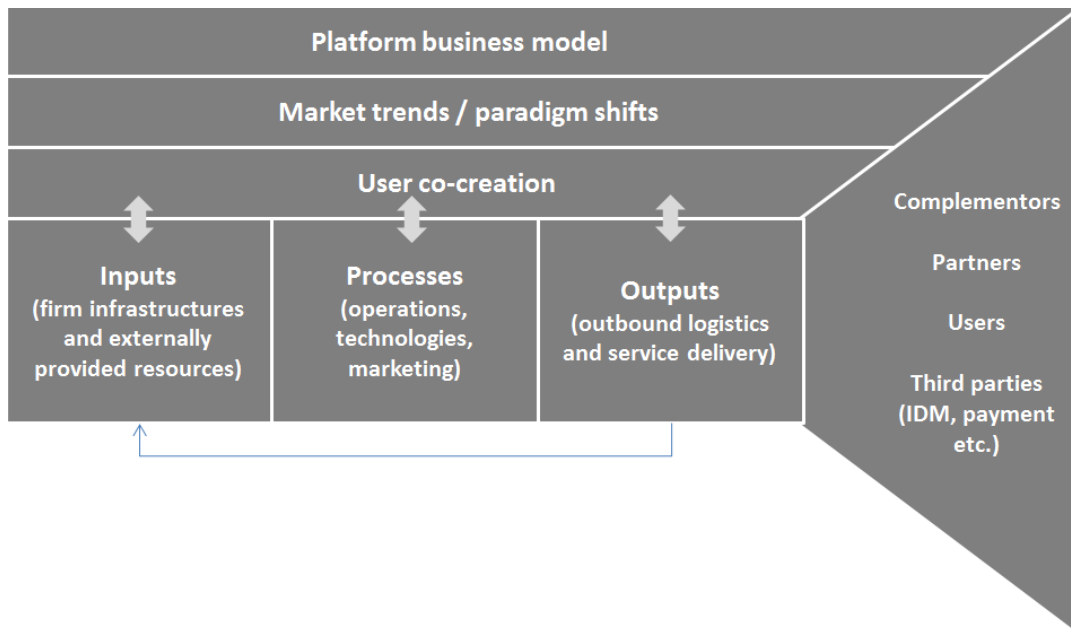 Platform business model
Market trends / paradigm shifts
User co-creation
Inputs
(firm infrastructures
and externally
provided resources)
Processes
(operations,
technologies,
marketing)
Outputs
(outbound logistics
and service delivery)
Complementors
Partners
Users
Third parties
(IDM, payment
etc.)